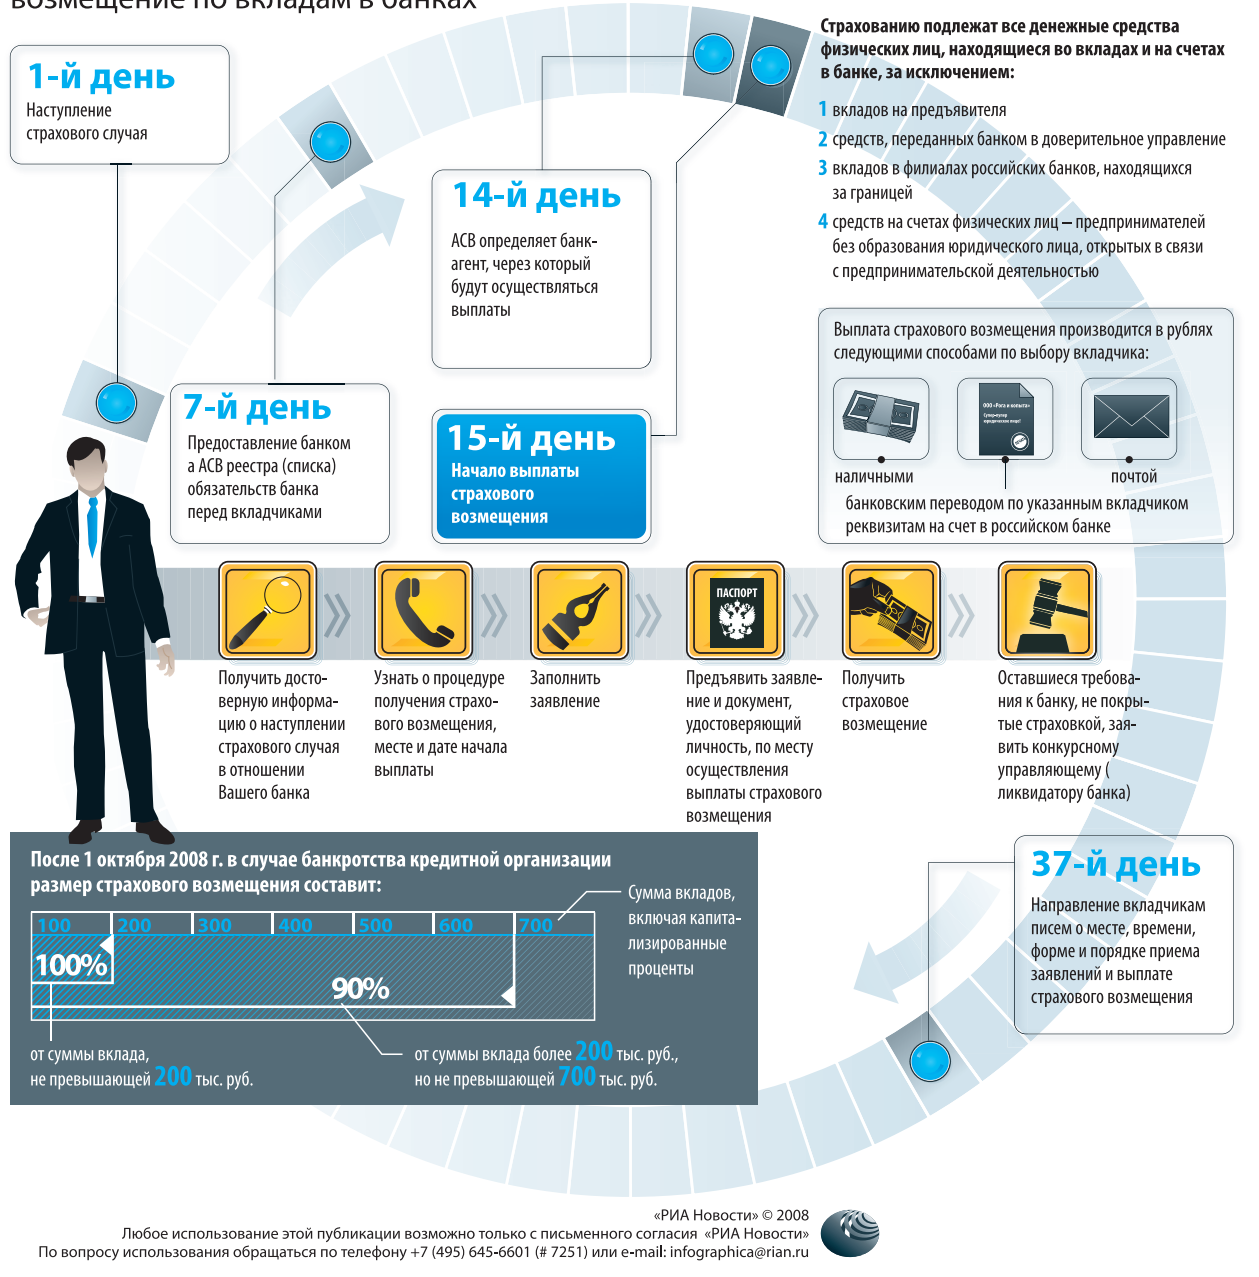 возмещение по вкладам в банках
1-й день
Наступление
страхового случая
14-й день
АСВ определяет банк-
агент, через который
будут осуществляться
выплаты
7-й день
Предоставление банком
а АСВ реестра (списка)
обязательств банка
перед вкладчиками
15-й день
Начало выплаты
страхового
возмещения
Страхованию подлежат все денежные средства
физических лиц, находящиеся во вкладах и на счетах
в банке, за исключением:
1 вкладов на предъявителя
2 средств, переданных банком в доверительное управление
3 вкладов в филиалах российских банков, находящихся
за границей
4 средств на счетах физических лиц – предпринимателей
без образования юридического лица, открытых в связи
с предпринимательской деятельностью
Выплата страхового возмещения производится в рублях
следующими способами по выбору вкладчика:
ООО «Рога и копыта»
Супер-пупер
юридическое лицо!
наличными
почтой
банковским переводом по указанным вкладчиком
реквизитам на счет в российском банке
ПАСПОРТ
Получить досто-
верную информа-
цию о наступлении
страхового случая
в отношении
Вашего банка
Узнать о процедуре
получения страхо-
вого возмещения,
месте и дате начала
выплаты
Заполнить
заявление
Предъявить заявле-
ние и документ,
удостоверяющий
личность, по месту
осуществления
выплаты страхового
возмещения
Получить
страховое
возмещение
Оставшиеся требова-
ния к банку, не покры-
тые страховкой, зая-
вить конкурсному
управляющему (
ликвидатору банка)
После 1 октября 2008 г. в случае банкротства кредитной организации
размер страхового возмещения составит:
100 200 300 400 500 600 700
100%
90%
Сумма вкладов,
включая капита-
лизированные
проценты
от суммы вклада,
не превышающей 200 тыс. руб.
от суммы вклада более 200 тыс. руб.,
но не превышающей 700 тыс. руб.
37-й день
Направление вкладчикам
писем о месте, времени,
форме и порядке приема
заявлений и выплате
страхового возмещения
«РИА Новости» © 2008
Любое использование этой публикации возможно только с письменного согласия «РИА Новости»
По вопросу использования обращаться по телефону +7 (495) 645-6601 (# 7251) или e-mail: infographica@rian.ru